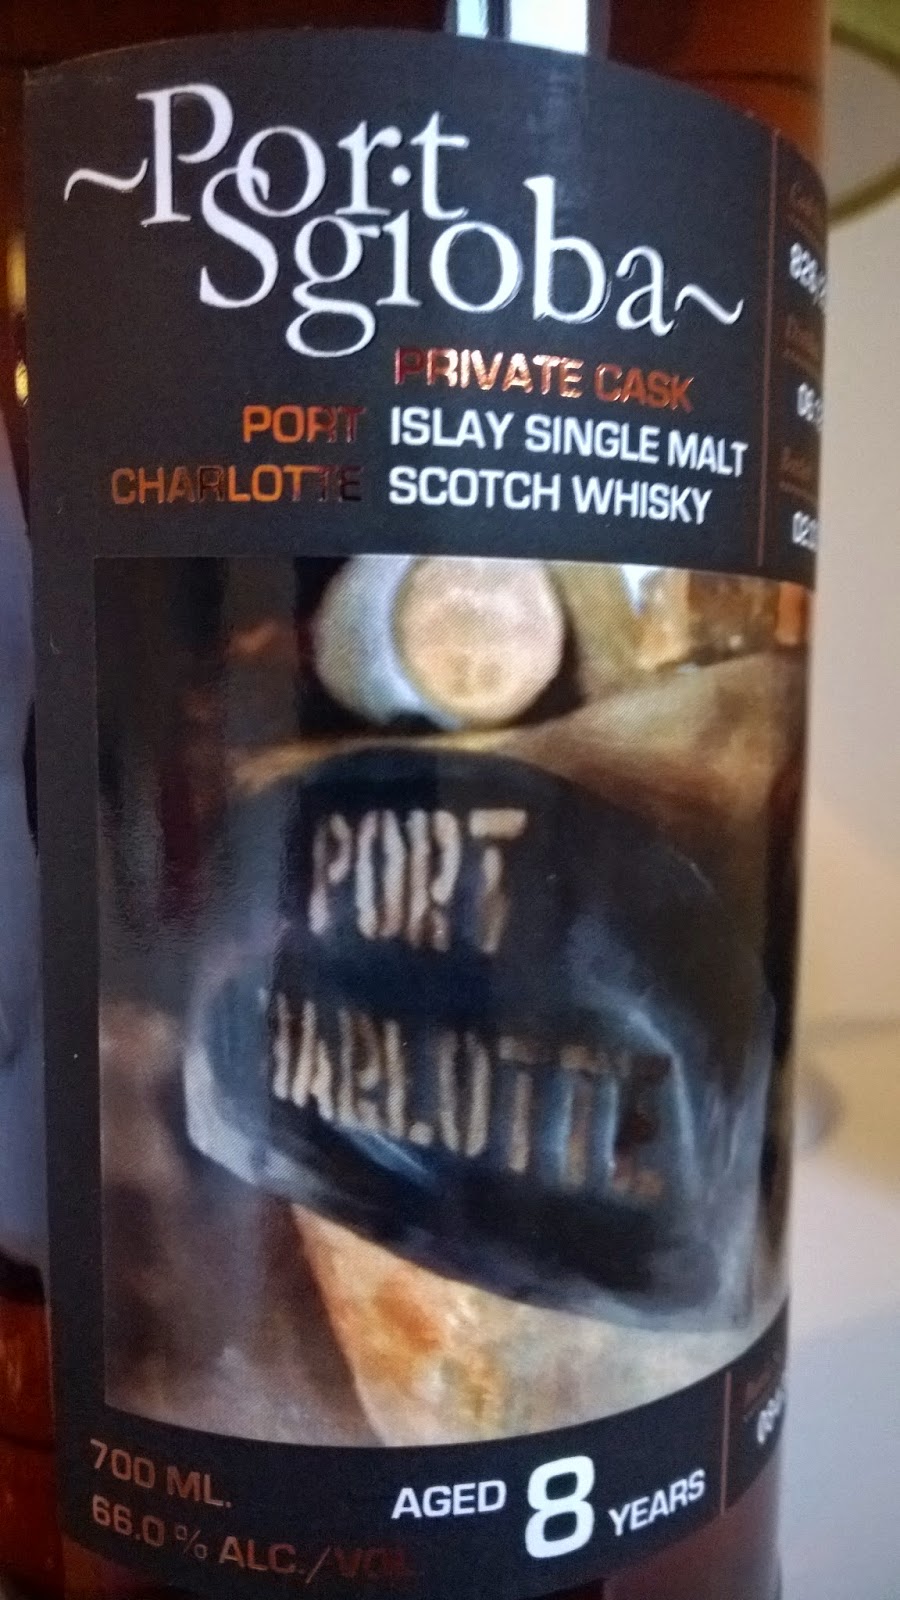 ~Port
Sgioba~
PRIVATE CASK
PORT ISLAY SINGLE MALT
CHARLOTTE SCOTCH WHISKY
PORT
HARLOTTE
700 ML.
66.0 % ALC./VOL
AGED 8 YEARS